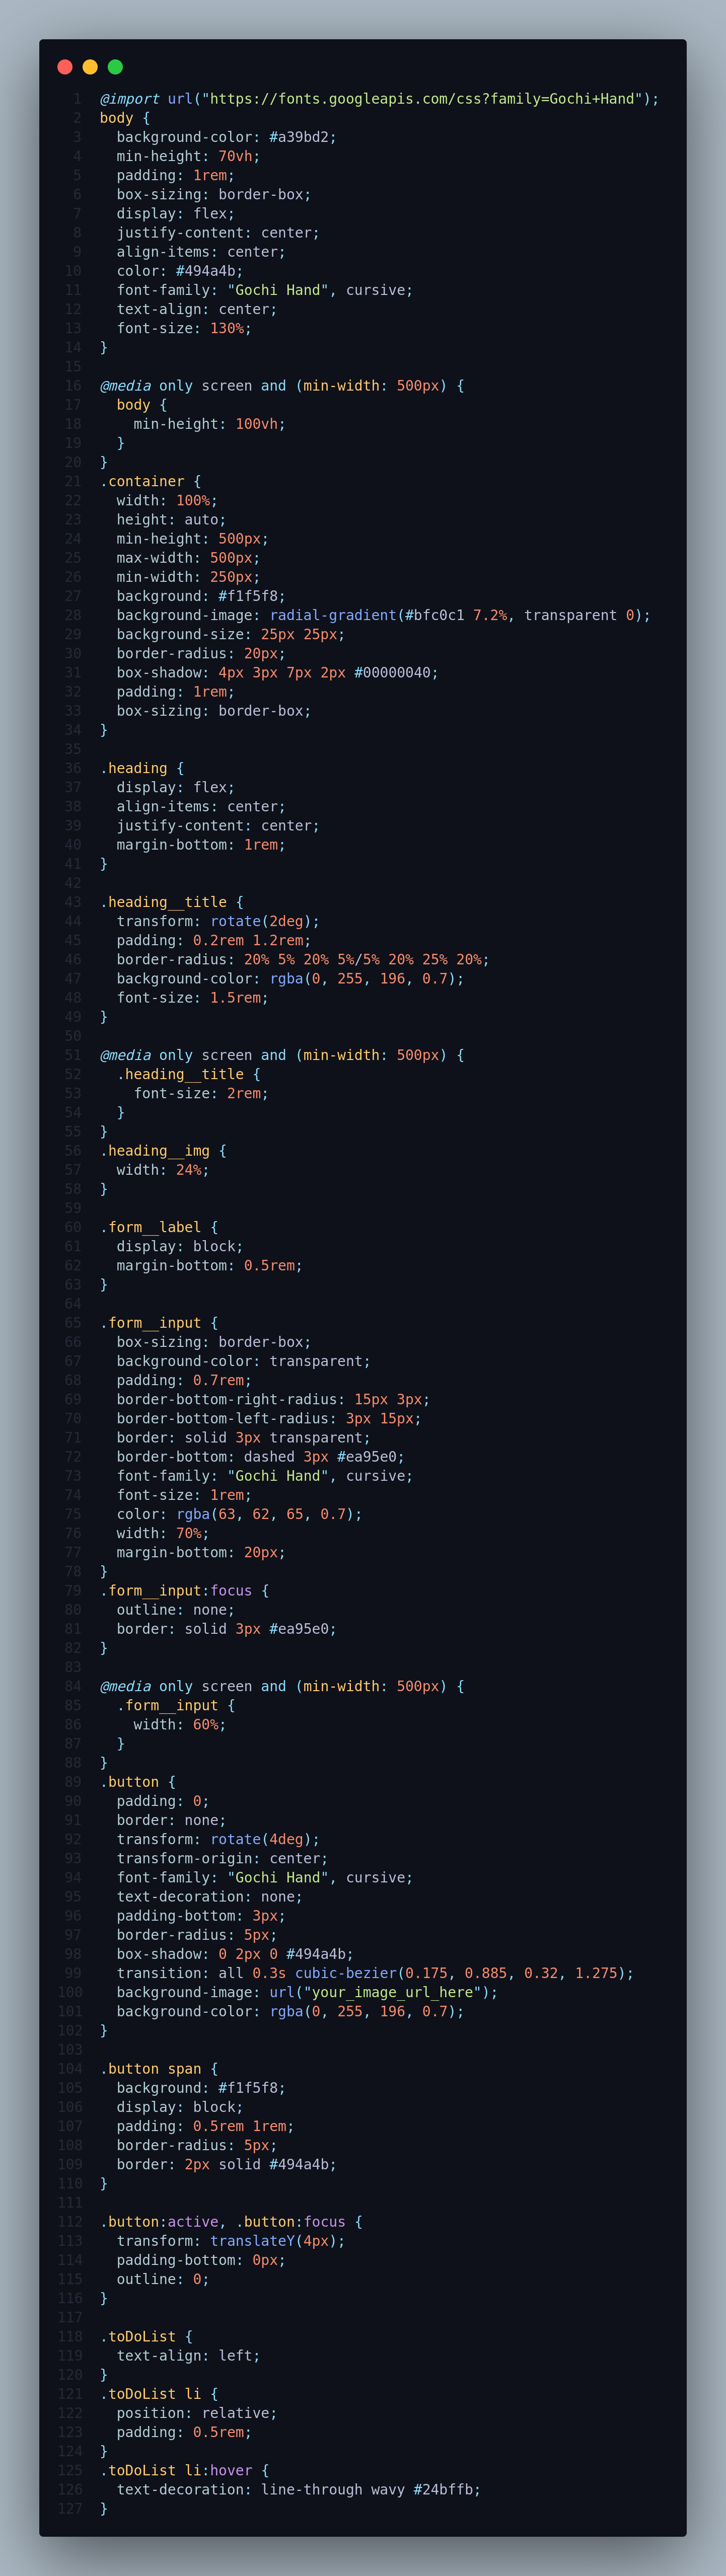 1 @import url("https://fonts.googleapis.com/css?family=Gochi+Hand");
2 body {
3   background-color: #a39bd2;
4   min-height: 70vh;
5   padding: 1rem;
6   box-sizing: border-box;
7   display: flex;
8   justify-content: center;
9   align-items: center;
10   color: #494a4b;
11   font-family: "Gochi Hand", cursive;
12   text-align: center;
13   font-size: 130%;
14 }
15
16 @media only screen and (min-width: 500px) {
17   body {
18     min-height: 100vh;
19   }
20 }
21 .container {
22   width: 100%;
23   height: auto;
24   min-height: 500px;
25   max-width: 500px;
26   min-width: 250px;
27   background: #f1f5f8;
28   background-image: radial-gradient(#bfc0c1 7.2%, transparent 0);
29   background-size: 25px 25px;
30   border-radius: 20px;
31   box-shadow: 4px 3px 7px 2px #00000040;
32   padding: 1rem;
33   box-sizing: border-box;
34 }
35
36 .heading {
37   display: flex;
38   align-items: center;
39   justify-content: center;
40   margin-bottom: 1rem;
41 }
42
43 .heading__title {
44   transform: rotate(2deg);
45   padding: 0.2rem 1.2rem;
46   border-radius: 20% 5% 20% 5%/5% 20% 25% 20%;
47   background-color: rgba(0, 255, 196, 0.7);
48   font-size: 1.5rem;
49 }
50
51 @media only screen and (min-width: 500px) {
52   .heading__title {
53     font-size: 2rem;
54   }
55 }
56 .heading__img {
57   width: 24%;
58 }
59
60 .form__label {
61   display: block;
62   margin-bottom: 0.5rem;
63 }
64
65 .form__input {
66   box-sizing: border-box;
67   background-color: transparent;
68   padding: 0.7rem;
69   border-bottom-right-radius: 15px 3px;
70   border-bottom-left-radius: 3px 15px;
71   border: solid 3px transparent;
72   border-bottom: dashed 3px #ea95e0;
73   font-family: "Gochi Hand", cursive;
74   font-size: 1rem;
75   color: rgba(63, 62, 65, 0.7);
76   width: 70%;
77   margin-bottom: 20px;
78 }
79 .form__input:focus {
80   outline: none;
81   border: solid 3px #ea95e0;
82 }
83
84 @media only screen and (min-width: 500px) {
85   .form__input {
86     width: 60%;
87   }
88 }
89 .button {
90   padding: 0;
91   border: none;
92   transform: rotate(4deg);
93   transform-origin: center;
94   font-family: "Gochi Hand", cursive;
95   text-decoration: none;
96   padding-bottom: 3px;
97   border-radius: 5px;
98   box-shadow: 0 2px 0 #494a4b;
99   transition: all 0.3s cubic-bezier(0.175, 0.885, 0.32, 1.275);
100   background-image: url("your_image_url_here");
101   background-color: rgba(0, 255, 196, 0.7);
102 }
103
104 .button span {
105   background: #f1f5f8;
106   display: block;
107   padding: 0.5rem 1rem;
108   border-radius: 5px;
109   border: 2px solid #494a4b;
110 }
111
112 .button:active, .button:focus {
113   transform: translateY(4px);
114   padding-bottom: 0px;
115   outline: 0;
116 }
117
118 .toDoList {
119   text-align: left;
120 }
121 .toDoList li {
122   position: relative;
123   padding: 0.5rem;
124 }
125 .toDoList li:hover {
126   text-decoration: line-through wavy #24bffb;
127 }